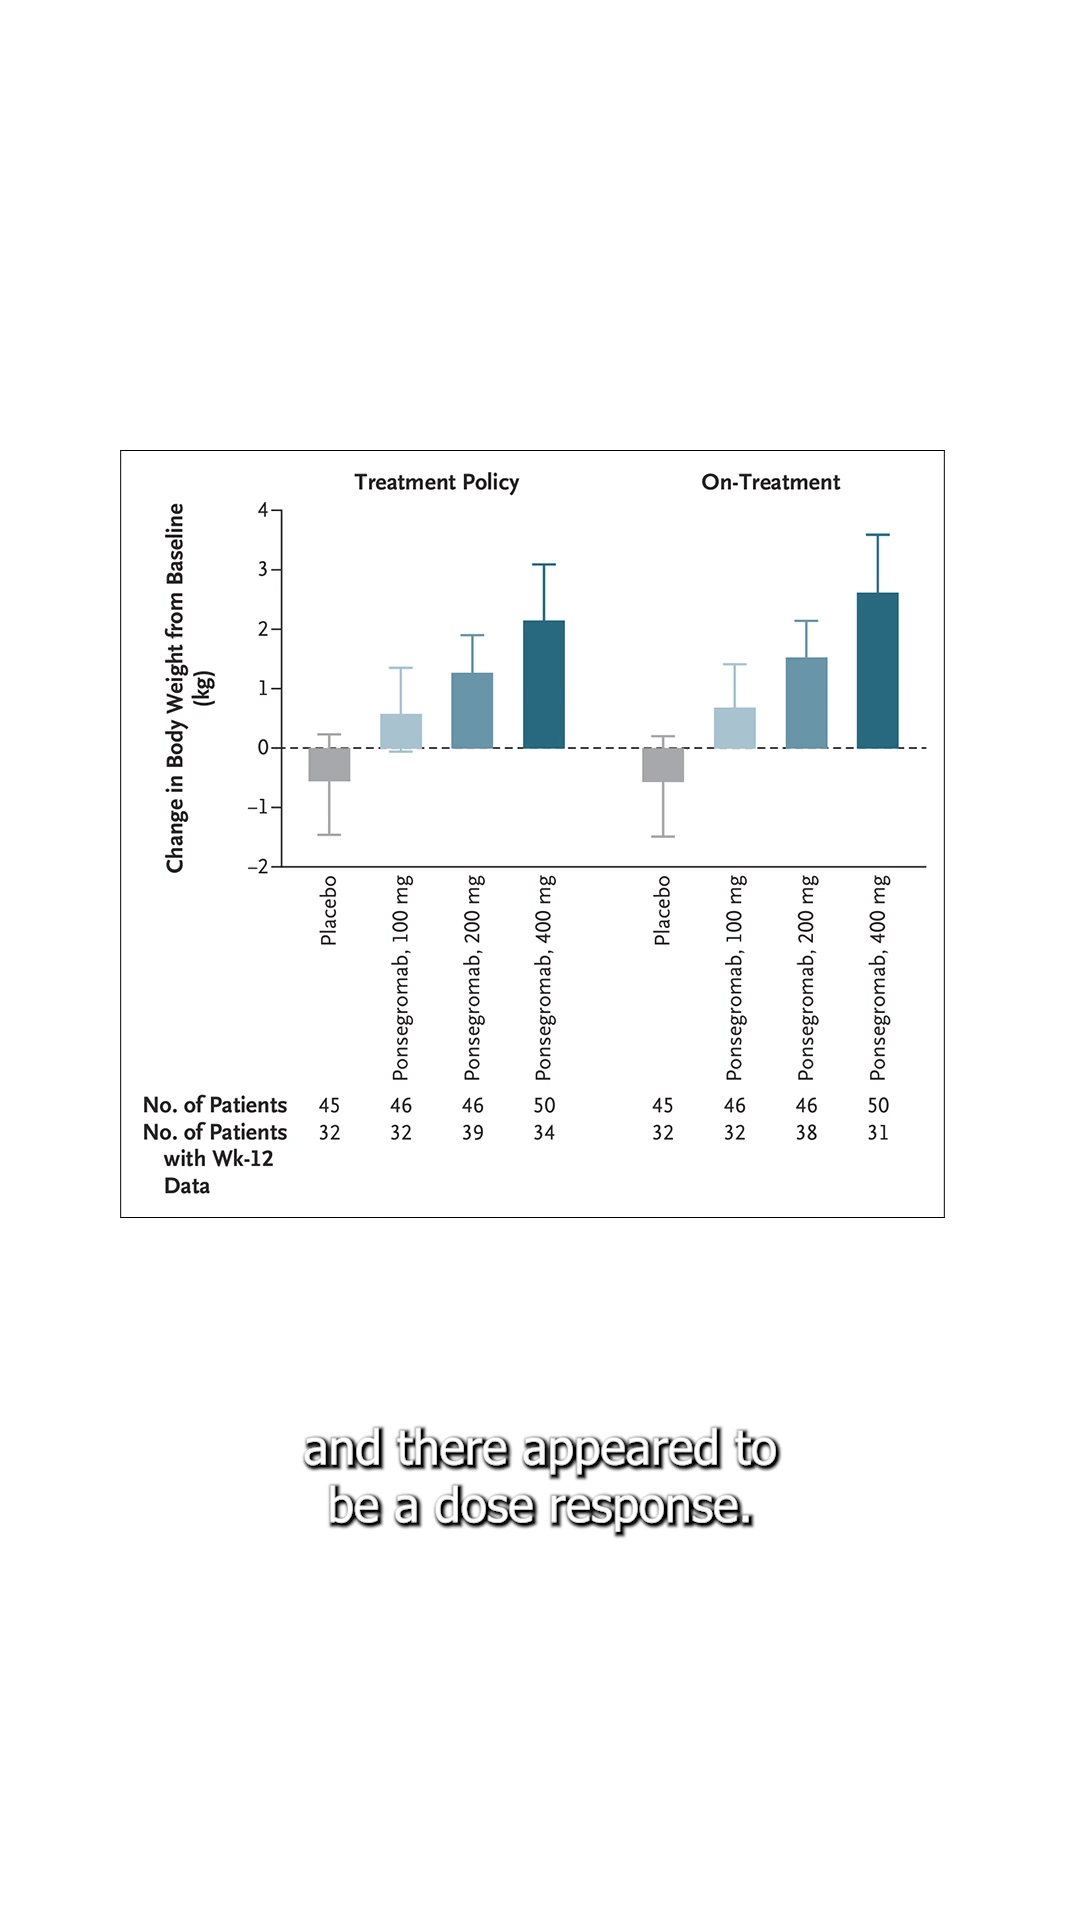 Treatment Policy
On-Treatment
Change in Body Weight from Baseline
(kg)
4
3
2
1
0
–1
–2
Placebo
Ponsegromab, 100 mg
Ponsegromab, 200 mg
Ponsegromab, 400 mg
Placebo
Ponsegromab, 100 mg
Ponsegromab, 200 mg
Ponsegromab, 400 mg
No. of Patients 45 46 46 50 45 46 46 50
No. of Patients 32 32 39 34 32 32 38 31
with Wk-12
Data
and there appeared to
be a dose response.